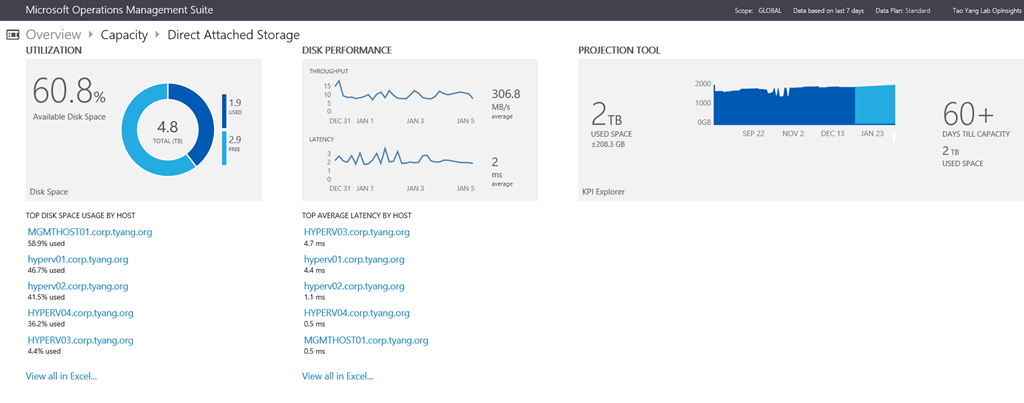 Microsoft Operations Management Suite
Scope: GLOBAL Data based on last 7 days Data Plan: Standard Tao Yang Lab OpInsights
Overview Capacity Direct Attached Storage
UTILIZATION
60.8%
Available Disk Space
4.8
TOTAL (TB)
1.9
USED
2.9
FREE
Disk Space
TOP DISK SPACE USAGE BY HOST
MGMTHOST01.corp.tyang.org
58.9% used
hyperv01.corp.tyang.org
46.7% used
hyperv02.corp.tyang.org
41.5% used
HYPERV04.corp.tyang.org
36.2% used
HYPERV03.corp.tyang.org
4.4% used
View all in Excel...
DISK PERFORMANCE
THROUGHPUT
15
10
5
0
DEC 31 JAN 1 JAN 3 JAN 5
306.8
MB/s
average
LATENCY
3
2
1
0
DEC 31 JAN 1 JAN 3 JAN 5
2
ms
average
TOP AVERAGE LATENCY BY HOST
HYPERV03.corp.tyang.org
4.7 ms
hyperv01.corp.tyang.org
4.4 ms
hyperv02.corp.tyang.org
1.1 ms
HYPERV04.corp.tyang.org
0.5 ms
MGMTHOST01.corp.tyang.org
0.5 ms
View all in Excel...
PROJECTION TOOL
2 TB
USED SPACE
±208.3 GB
2000
1000
0GB
SEP 22 NOV 2 DEC 13 JAN 23
60+
DAYS TILL CAPACITY
2 TB
USED SPACE
KPI Explorer